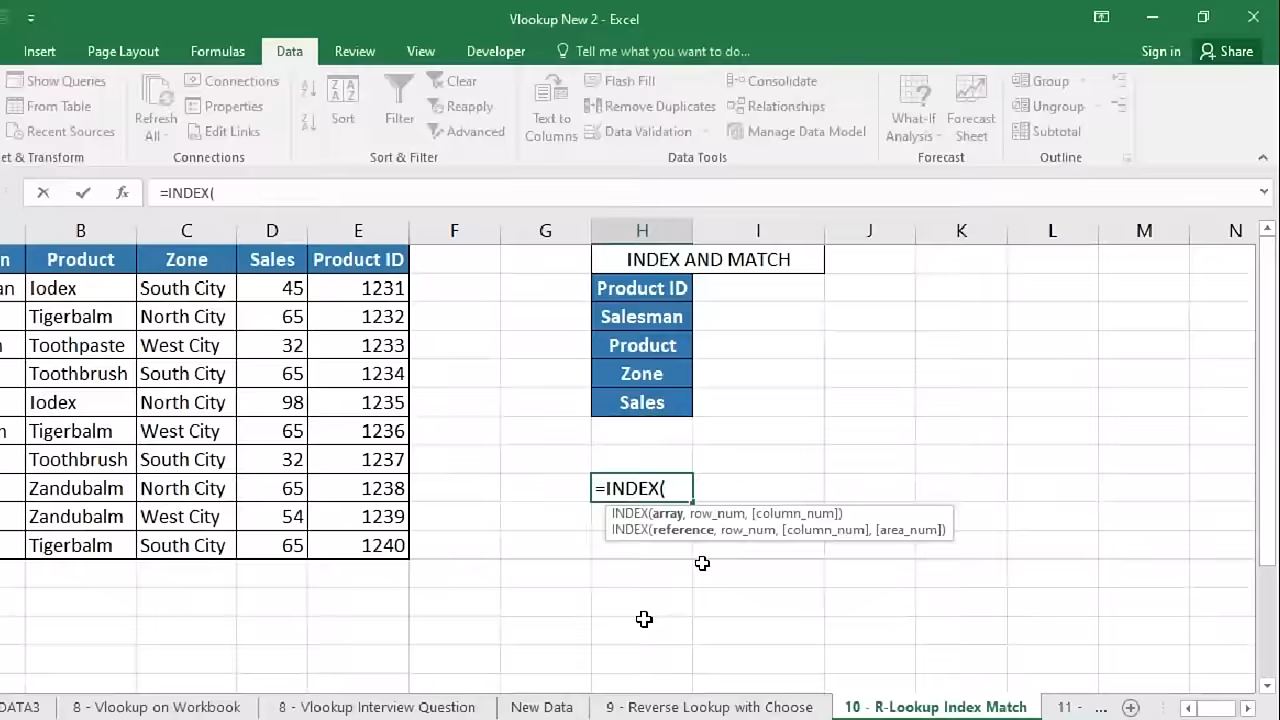 Vlookup New 2 - Excel
Insert Page Layout Formulas Data Review View Developer Tell me what you want to do... Sign in Share
Show Queries Connections Clear Flash Fill Consolidate Group
From Table Properties Reapply Remove Duplicates Relationships Ungroup
Recent Sources Refresh All Edit Links Sort Filter Advanced Text to Columns Data Validation Manage Data Model What-If Analysis Forecast Sheet Subtotal
et & Transform Connections Sort & Filter Data Tools Forecast Outline
fx =INDEX(
B C D E F G H I J K L M N
n Product Zone Sales Product ID INDEX AND MATCH
an Iodex South City 45 1231 Product ID
Tigerbalm North City 65 1232 Salesman
n Toothpaste West City 32 1233 Product
Toothbrush South City 65 1234 Zone
Iodex North City 98 1235 Sales
n Tigerbalm West City 65 1236
Toothbrush South City 32 1237
Zandubalm North City 65 1238 =INDEX(
Zandubalm West City 54 1239 INDEX(array, row_num, [column_num])
INDEX(reference, row_num, [column_num], [area_num])
Tigerbalm South City 65 1240
DATA3 8 - Vlookup on Workbook 8 - Vlookup Interview Question New Data 9 - Reverse Lookup with Choose 10 - R-Lookup Index Match 11 - ...